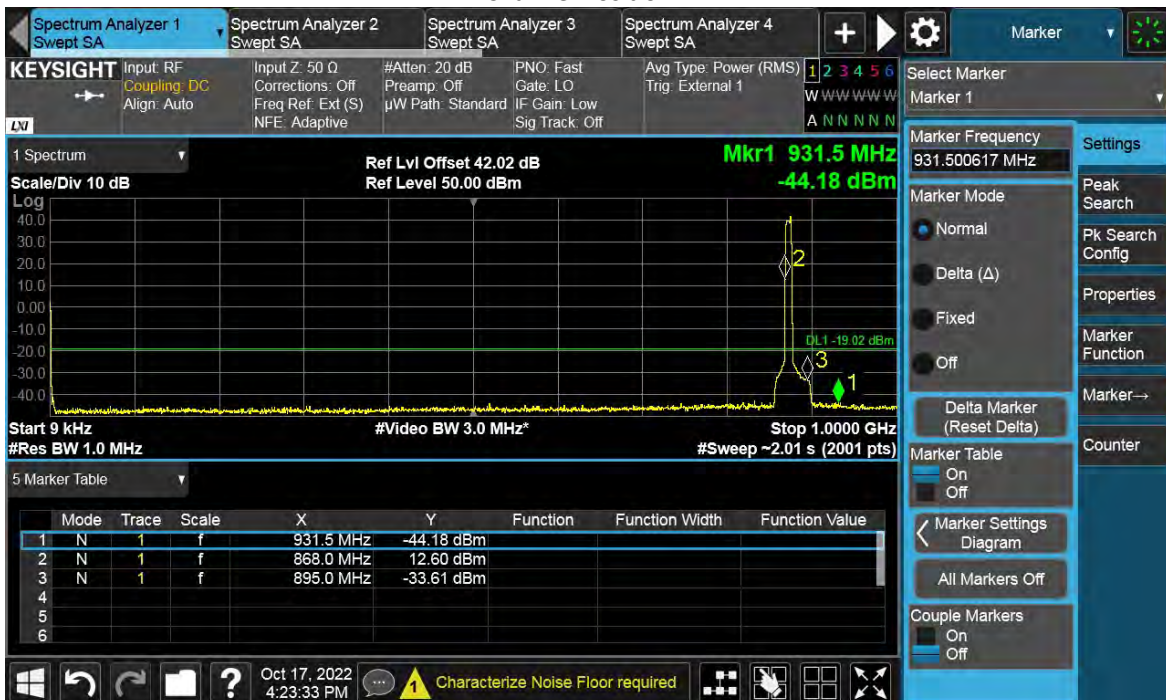 Spectrum Analyzer 1
Swept SA
Spectrum Analyzer 2
Swept SA
Spectrum Analyzer 3
Swept SA
Spectrum Analyzer 4
Swept SA
+
Marker
KEYSIGHT
LXI
Input: RF
Coupling: DC
Align: Auto
Input Z: 50 Ω
Corrections: Off
Freq Ref: Ext (S)
NFE: Adaptive
#Atten: 20 dB
Preamp: Off
µW Path: Standard
PNO: Fast
Gate: LO
IF Gain: Low
Sig Track: Off
Avg Type: Power (RMS)
Trig: External 1
1 2 3 4 5 6
W W W W W W
A N N N N N
Select Marker
Marker 1
1 Spectrum
Scale/Div 10 dB
Ref Lvl Offset 42.02 dB
Ref Level 50.00 dBm
Mkr1 931.5 MHz
-44.18 dBm
Log
40.0
30.0
20.0
10.0
0.00
-10.0
-20.0
-30.0
-40.0
2
DL1 -19.02 dBm
3
1
Start 9 kHz
#Res BW 1.0 MHz
#Video BW 3.0 MHz*
Stop 1.0000 GHz
#Sweep ~2.01 s (2001 pts)
5 Marker Table
Mode Trace Scale X Y Function Function Width Function Value
1 N 1 f 931.5 MHz -44.18 dBm
2 N 1 f 868.0 MHz 12.60 dBm
3 N 1 f 895.0 MHz -33.61 dBm
4
5
6
Marker Frequency
931.500617 MHz
Marker Mode
Normal
Delta (Δ)
Fixed
Off
Delta Marker
(Reset Delta)
Marker Table
On
Off
Marker Settings
Diagram
All Markers Off
Couple Markers
On
Off
Settings
Peak
Search
Pk Search
Config
Properties
Marker
Function
Marker→
Counter
?
Oct 17, 2022
4:23:33 PM
1
Characterize Noise Floor required